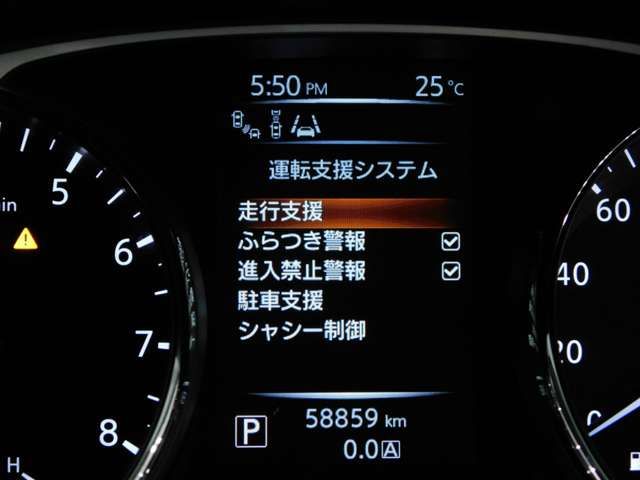 5:50 PM 25 °C
運転支援システム
走行支援
ふらつき警報
進入禁止警報
駐車支援
シャシー制御
P
58859 km
0.0 A
5
6
7
8
H
60
40
20
0